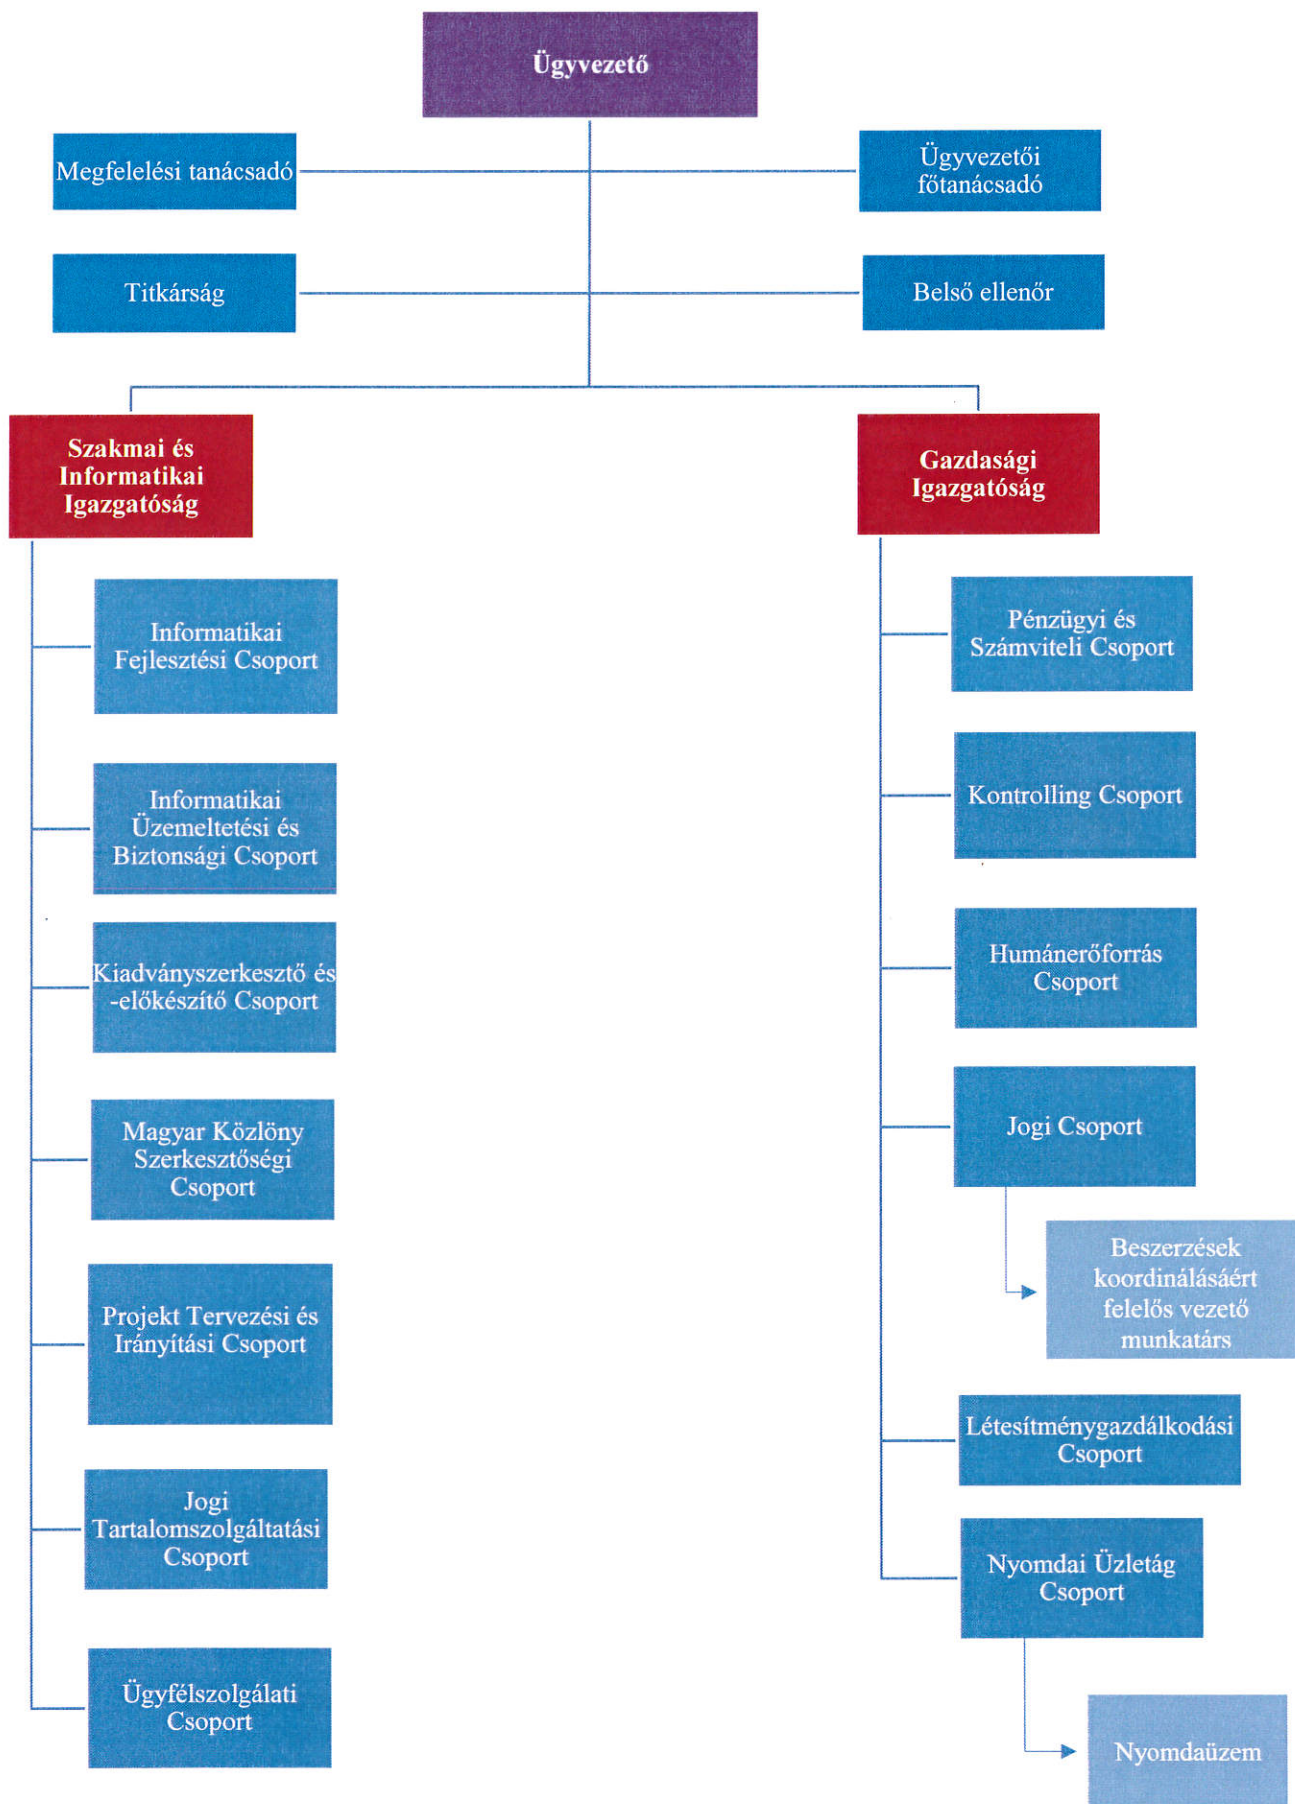 Ügyvezető
Megfelelési tanácsadó
Ügyvezetői
főtanácsadó
Titkárság
Belső ellenőr
Szakmai és
Informatikai
Igazgatóság
Gazdasági
Igazgatóság
Informatikai
Fejlesztési Csoport
Informatikai
Üzemeltetési és
Biztonsági Csoport
Kiadványszerkesztő és
-előkészítő Csoport
Magyar Közlöny
Szerkesztőségi
Csoport
Projekt Tervezési és
Irányítási Csoport
Jogi
Tartalomszolgáltatási
Csoport
Ügyfélszolgálati
Csoport
Pénzügyi és
Számviteli Csoport
Kontrolling Csoport
Humánerőforrás
Csoport
Jogi Csoport
Beszerzések
koordinálásáért
felelős vezető
munkatárs
Létesítménygazdálkodási
Csoport
Nyomdai Üzletág
Csoport
Nyomdaüzem